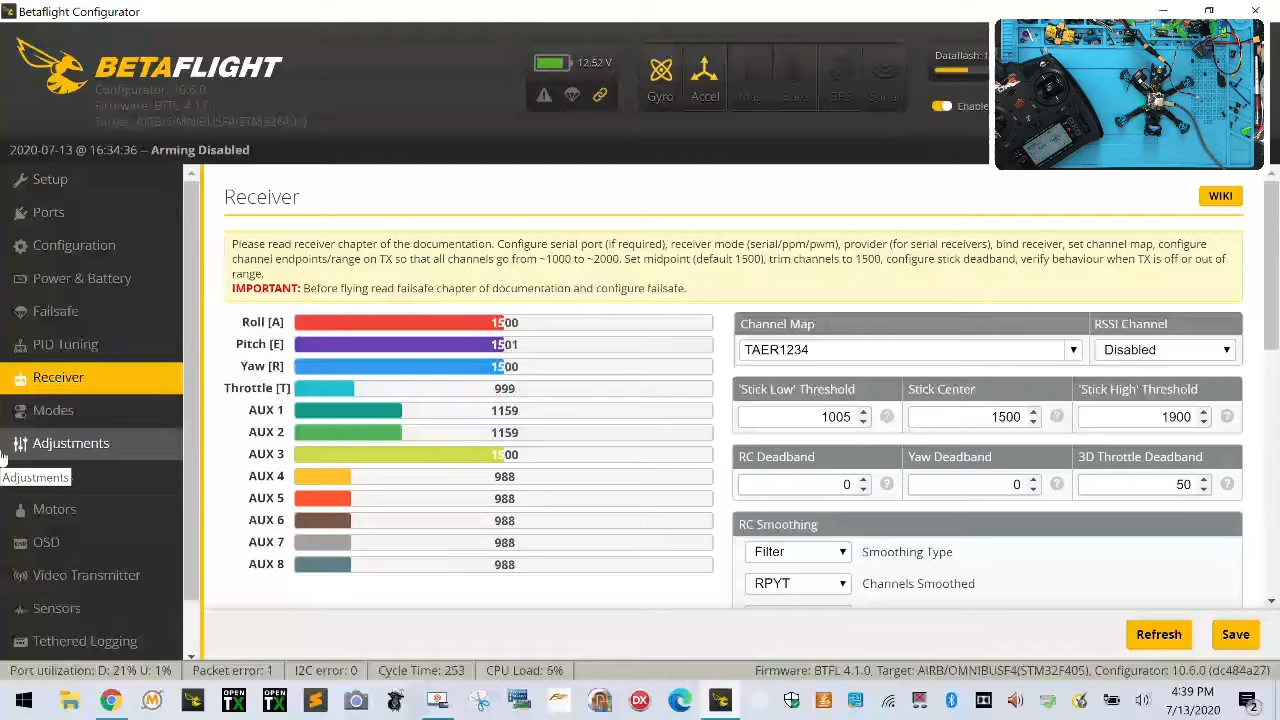 Betaflight Configurator
BETAFLIGHT
Configurator: 10.6.0
Firmware: BTFL 4.1.0
Target: AIRB/OMNIBUSF4(STM32F405)
12.52 V
Gyro
Accel
Dataflash: f
Enable
2020-07-13 @ 16:34:36 -- Arming Disabled
Setup
Ports
Configuration
Power & Battery
Failsafe
PID Tuning
Receiver
Modes
Adjustments
Adjustments
Motors
OSD
Video Transmitter
Sensors
Tethered Logging
Receiver
WIKI
Please read receiver chapter of the documentation. Configure serial port (if required), receiver mode (serial/ppm/pwm), provider (for serial receivers), bind receiver, set channel map, configure
channel endpoints/range on TX so that all channels go from ~1000 to ~2000. Set midpoint (default 1500), trim channels to 1500, configure stick deadband, verify behaviour when TX is off or out of
range.
IMPORTANT: Before flying read failsafe chapter of documentation and configure failsafe.
Roll [A] 1500
Pitch [E] 1501
Yaw [R] 1500
Throttle [T] 999
AUX 1 1159
AUX 2 1159
AUX 3 1500
AUX 4 988
AUX 5 988
AUX 6 988
AUX 7 988
AUX 8 988
Channel Map RSSI Channel
TAER1234 Disabled
'Stick Low' Threshold Stick Center 'Stick High' Threshold
1005 1500 1900
RC Deadband Yaw Deadband 3D Throttle Deadband
0 0 50
RC Smoothing
Filter Smoothing Type
RPYT Channels Smoothed
Refresh Save
Port utilization: D: 21% U: 1% Packet error: 1 I2C error: 0 Cycle Time: 253 CPU Load: 6% Firmware: BTFL 4.1.0, Target: AIRB/OMNIBUSF4(STM32F405), Configurator: 10.6.0 (dc484a27)
OPEN TX
OPEN TX
DX
4:39 PM
7/13/2020
2